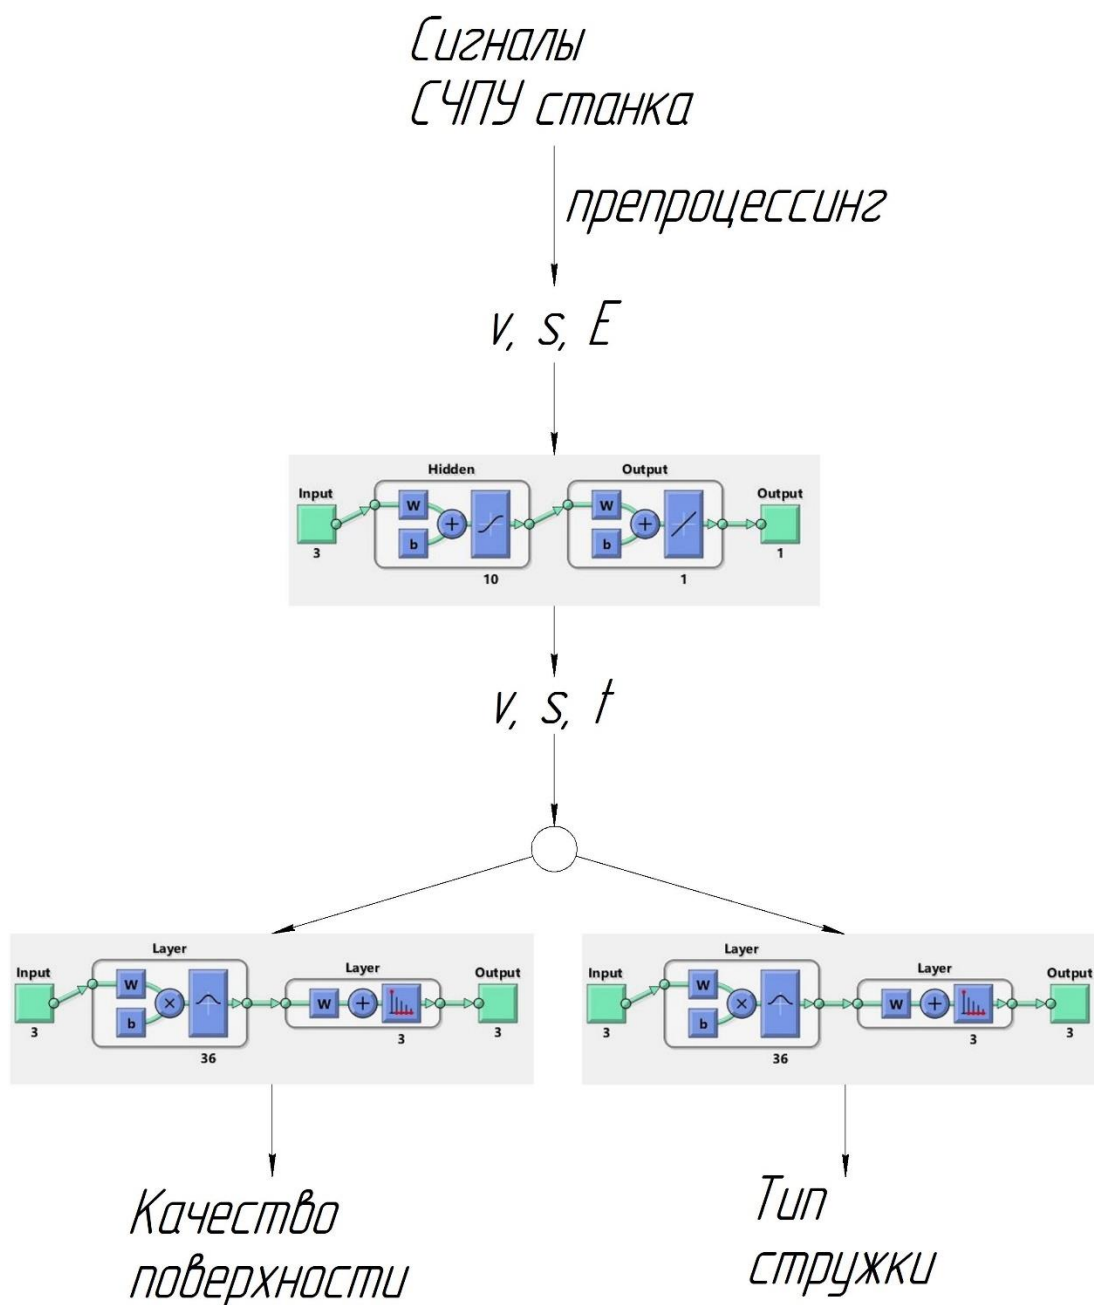 Сигналы
СЧПУ станка
препроцессинг
v, s, E
Hidden
Output
Input
Output
W
W
b
b
3
10
1
1
v, s, t
Layer
Layer
Input
Output
W
W
b
3
3
3
36
Layer
Layer
Input
Output
W
W
b
3
3
3
36
Качество
поверхности
Тип
стружки